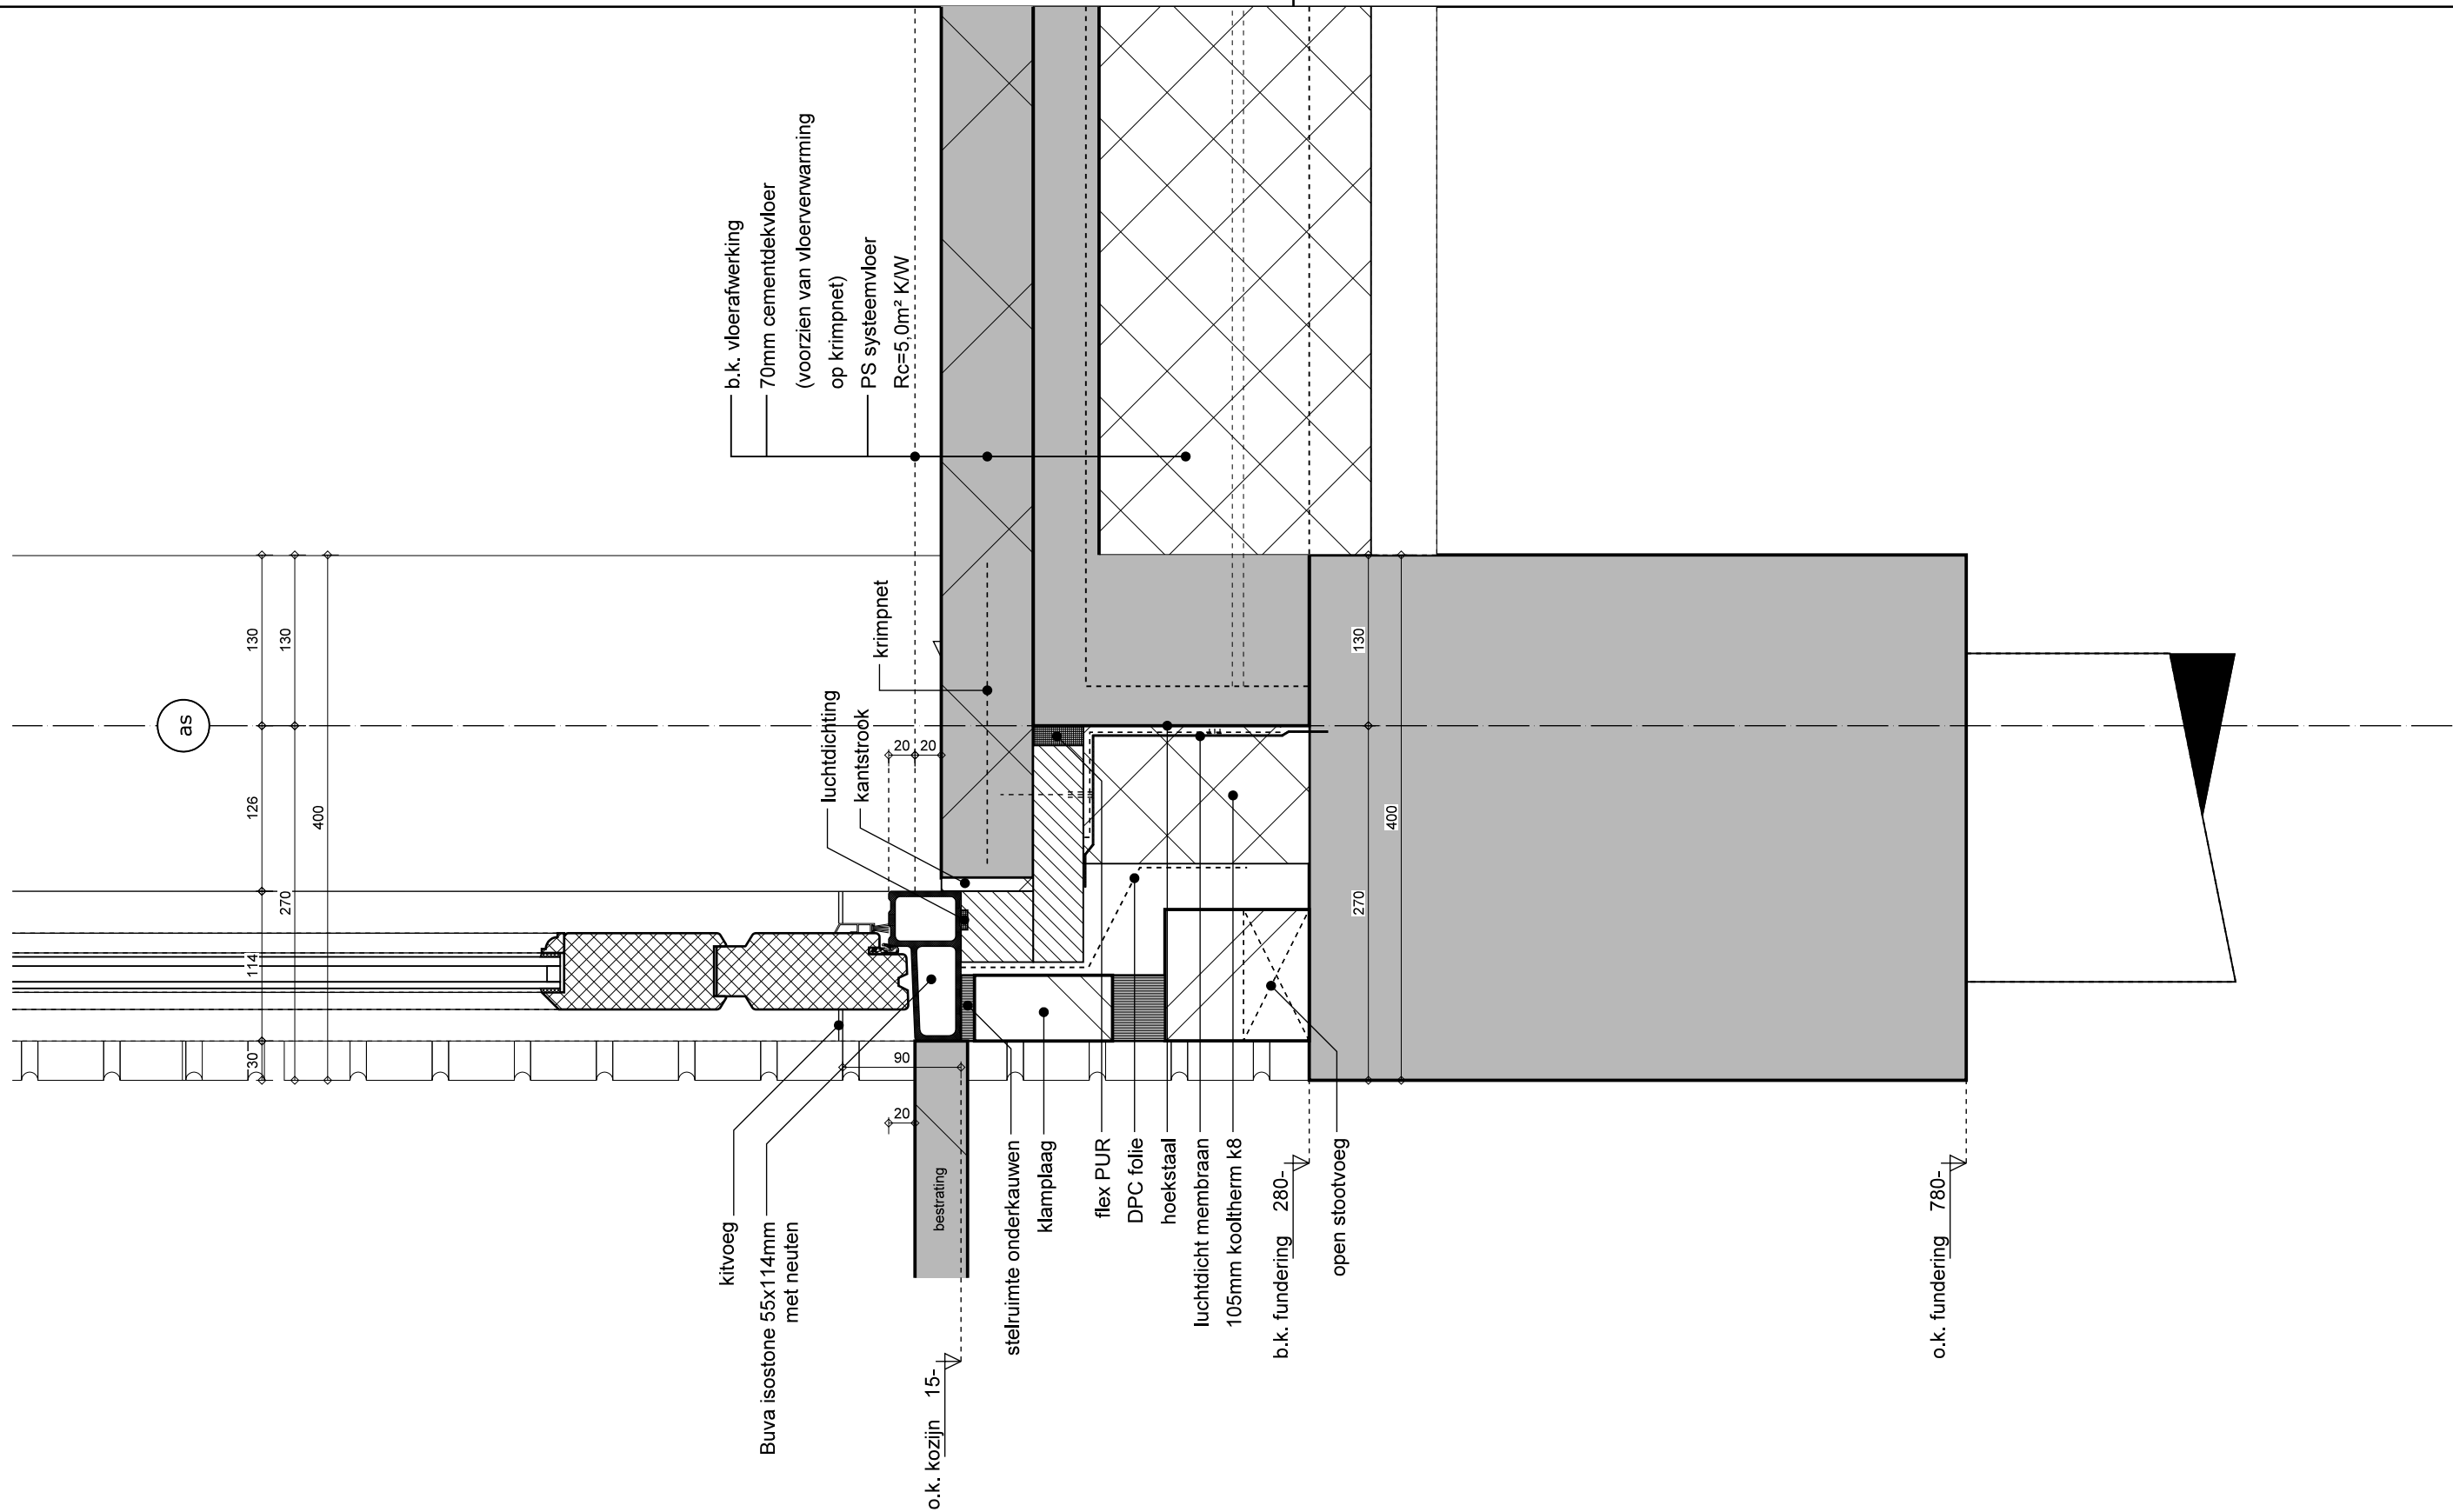 as
130
130
126
400
270
114
30
b.k. vloerafwerking
70mm cementdekvloer
(voorzien van vloerverwarming
op krimpnet)
PS systeemvloer
Rc=5,0m² K/W
krimpnet
luchtdichting
kantstrook
20
20
130
400
270
90
20
bestrating
kitvoeg
Buva isostone 55x114mm
met neuten
o.k. kozijn 15-
stelruimte onderkauwen
klamplaag
flex PUR
DPC folie
hoekstaal
luchtdicht membraan
105mm kooltherm k8
b.k. fundering 280-
open stootvoeg
o.k. fundering 780-